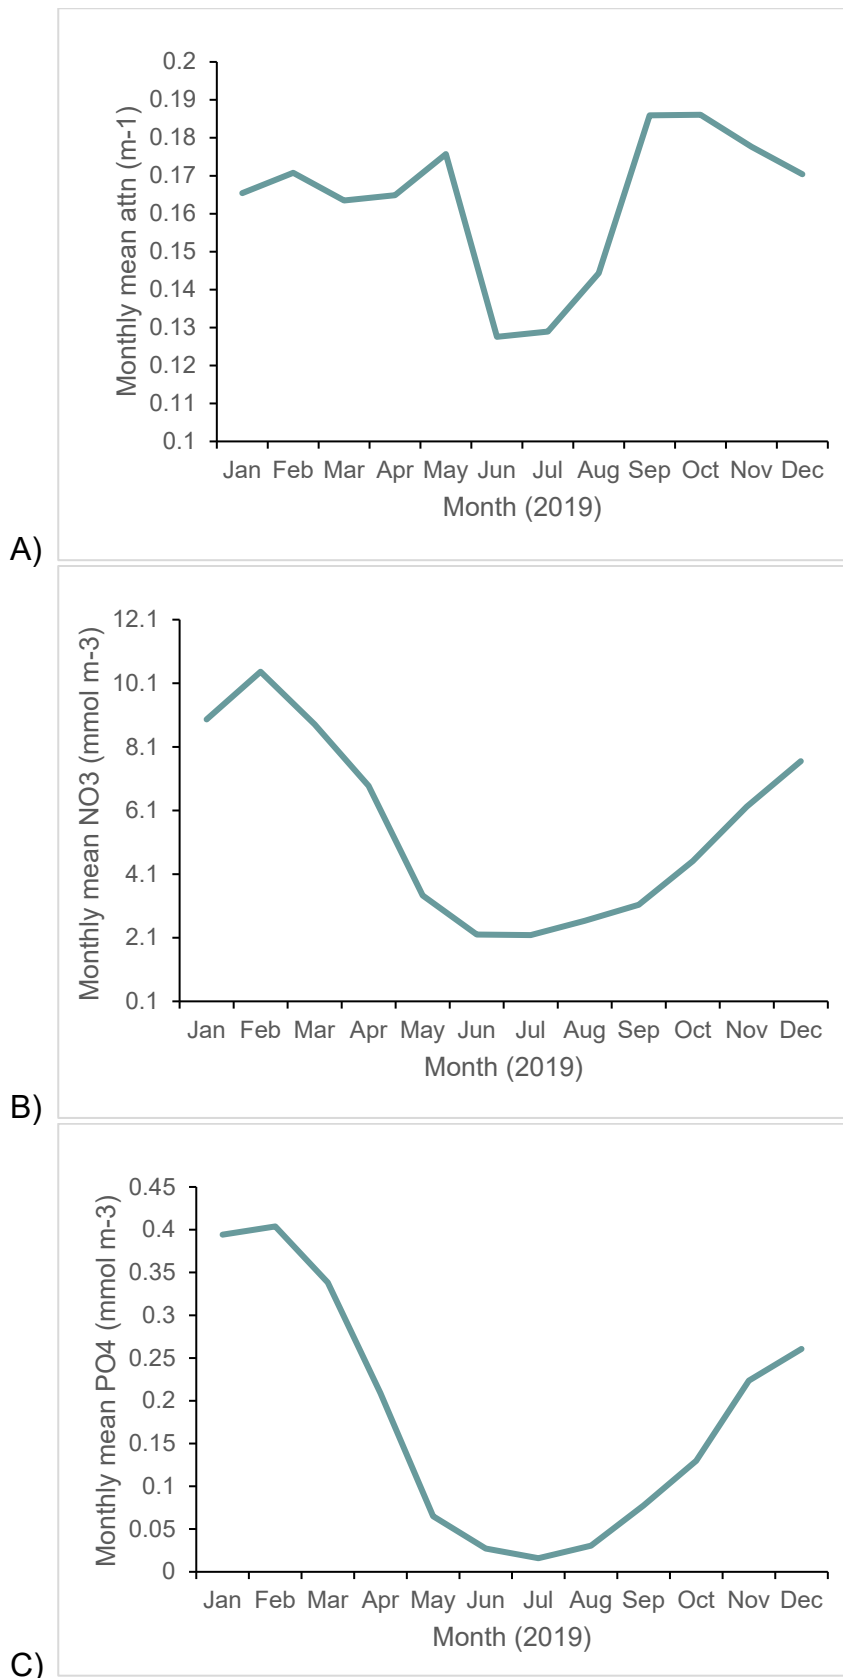 0.2
0.19
0.18
0.17
0.16
0.15
0.14
0.13
0.12
0.11
0.1
Monthly mean attn (m-1)
Jan Feb Mar Apr May Jun Jul Aug Sep Oct Nov Dec
Month (2019)
A)
12.1
10.1
8.1
6.1
4.1
2.1
0.1
Monthly mean NO3 (mmol m-3)
Jan Feb Mar Apr May Jun Jul Aug Sep Oct Nov Dec
Month (2019)
B)
0.45
0.4
0.35
0.3
0.25
0.2
0.15
0.1
0.05
0
Monthly mean PO4 (mmol m-3)
Jan Feb Mar Apr May Jun Jul Aug Sep Oct Nov Dec
Month (2019)
C)